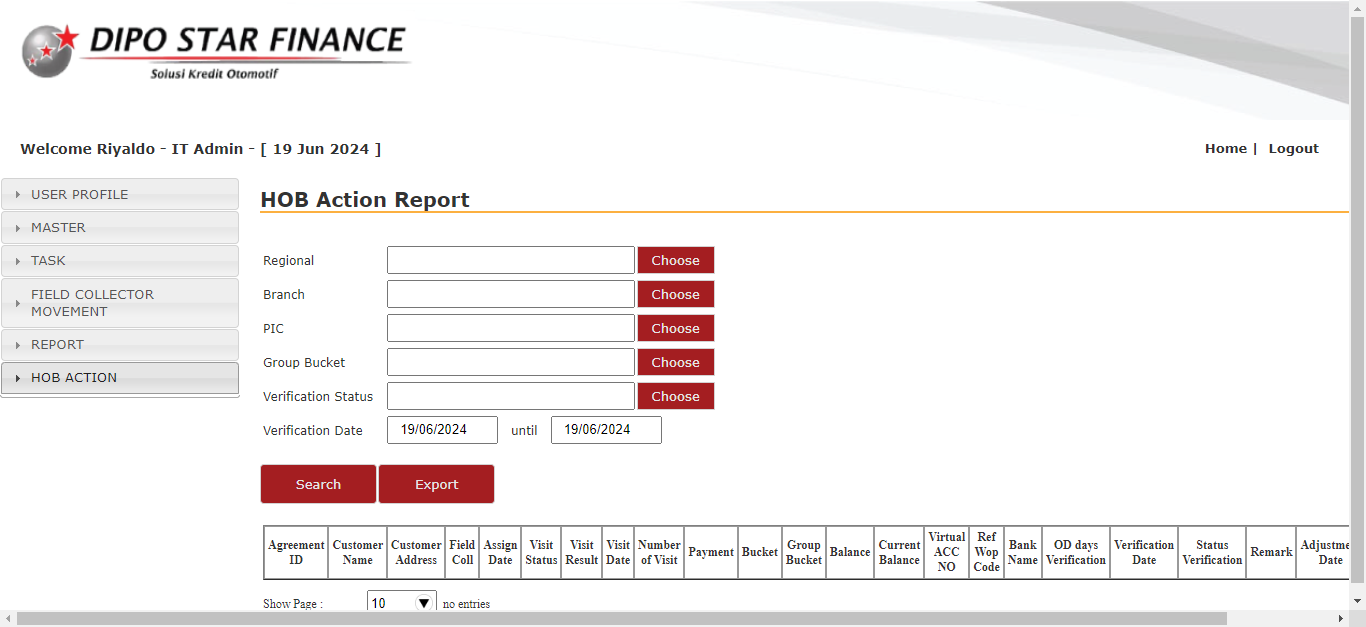 DIPO STAR FINANCE
Solusi Kredit Otomotif
Welcome Riyaldo - IT Admin - [ 19 Jun 2024 ]
Home | Logout
USER PROFILE
MASTER
TASK
FIELD COLLECTOR
MOVEMENT
REPORT
HOB ACTION
HOB Action Report
Regional Choose
Branch Choose
PIC Choose
Group Bucket Choose
Verification Status Choose
Verification Date 19/06/2024 until 19/06/2024
Search Export
Agreement ID Customer Name Customer Address Field Coll Assign Date Visit Status Visit Result Visit Date Number of Visit Payment Bucket Group Bucket Balance Current Balance Virtual ACC NO Ref Wop Code Bank Name OD days Verification Verification Date Status Verification Remark Adjustme Date
Show Page : 10 no entries